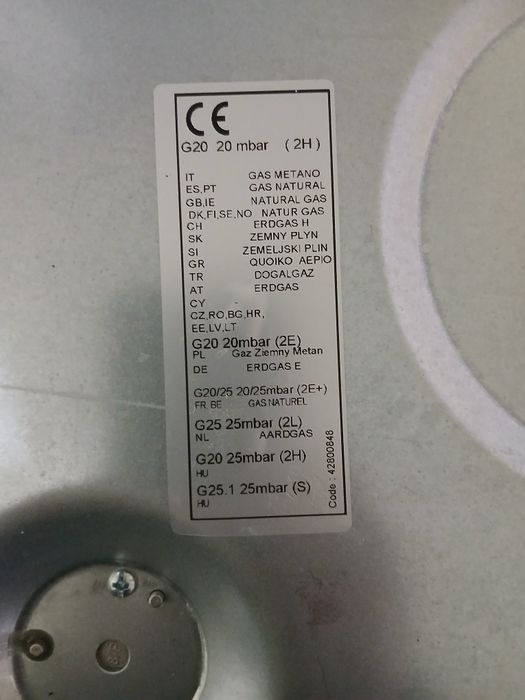 CE
G20 20 mbar ( 2H )
IT GAS METANO
ES,PT GAS NATURAL
GB,IE NATURAL GAS
DK,FI,SE,NO NATUR GAS
CH ERDGAS H
SK ZEMNY PLYN
SI ZEMELJSKI PLIN
GR QUOIKO AEPIO
TR DOGALGAZ
AT ERDGAS
CY -
CZ,RO,BG,HR,
EE,LV,LT
G20 20mbar (2E)
PL Gaz Ziemny Metan
DE ERDGAS E
G20/25 20/25mbar (2E+)
FR, BE GAS NATUREL
G25 25mbar (2L)
NL AARDGAS
G20 25mbar (2H)
HU
G25.1 25mbar (S)
HU
Code : 42800848